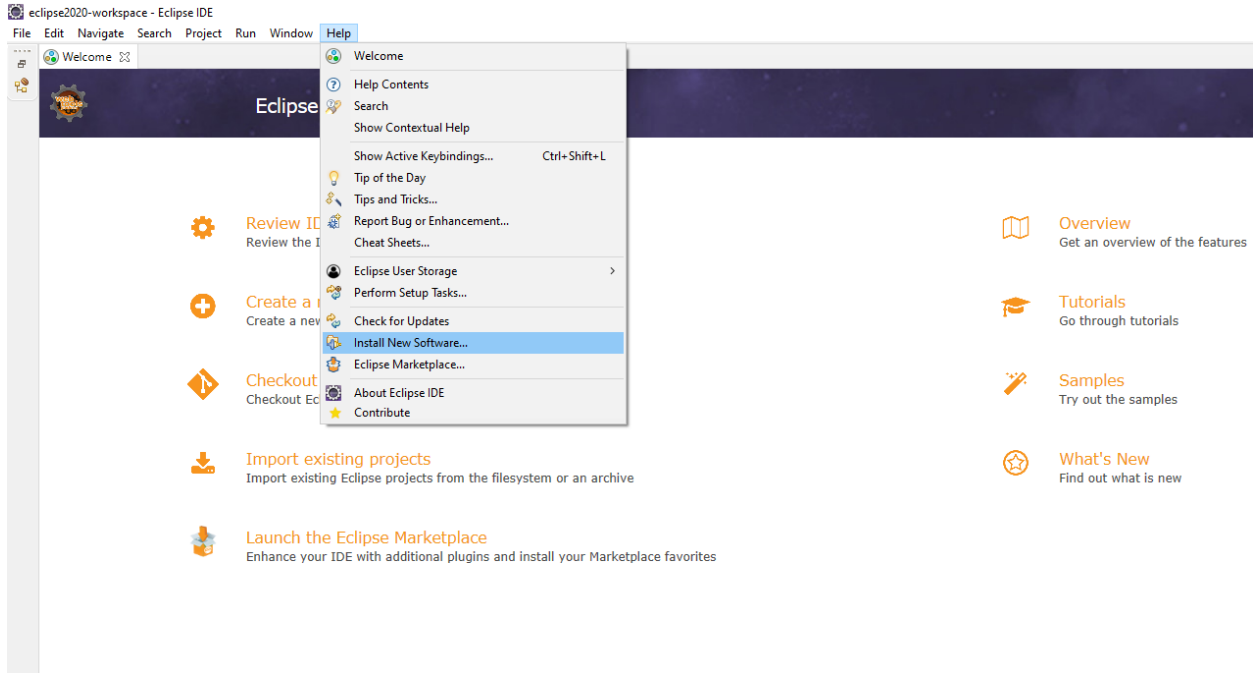 eclipse2020-workspace - Eclipse IDE
File Edit Navigate Search Project Run Window Help
Welcome
Eclipse
Welcome
Help Contents
Search
Show Contextual Help
Show Active Keybindings... Ctrl+Shift+L
Tip of the Day
Tips and Tricks...
Report Bug or Enhancement...
Cheat Sheets...
Eclipse User Storage
Perform Setup Tasks...
Check for Updates
Install New Software...
Eclipse Marketplace...
About Eclipse IDE
Contribute
Review
Review the
Create a
Create a new
Checkout
Checkout
Import existing projects
Import existing Eclipse projects from the filesystem or an archive
Launch the Eclipse Marketplace
Enhance your IDE with additional plugins and install your Marketplace favorites
Overview
Get an overview of the features
Tutorials
Go through tutorials
Samples
Try out the samples
What's New
Find out what is new